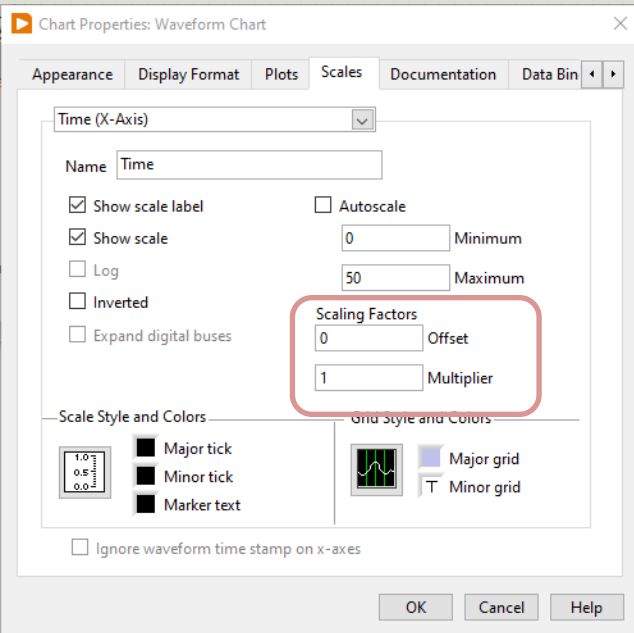 Chart Properties: Waveform Chart
Appearance Display Format Plots Scales Documentation Data Bin
Time (X-Axis)
Name Time
Show scale label
Autoscale
Show scale
0 Minimum
Log
50 Maximum
Inverted
Scaling Factors
Expand digital buses
0 Offset
1 Multiplier
Scale Style and Colors
Grid Style and Colors
1.0
0.5
0.0
Major tick
Minor tick
Marker text
Major grid
T Minor grid
Ignore waveform time stamp on x-axes
OK Cancel Help